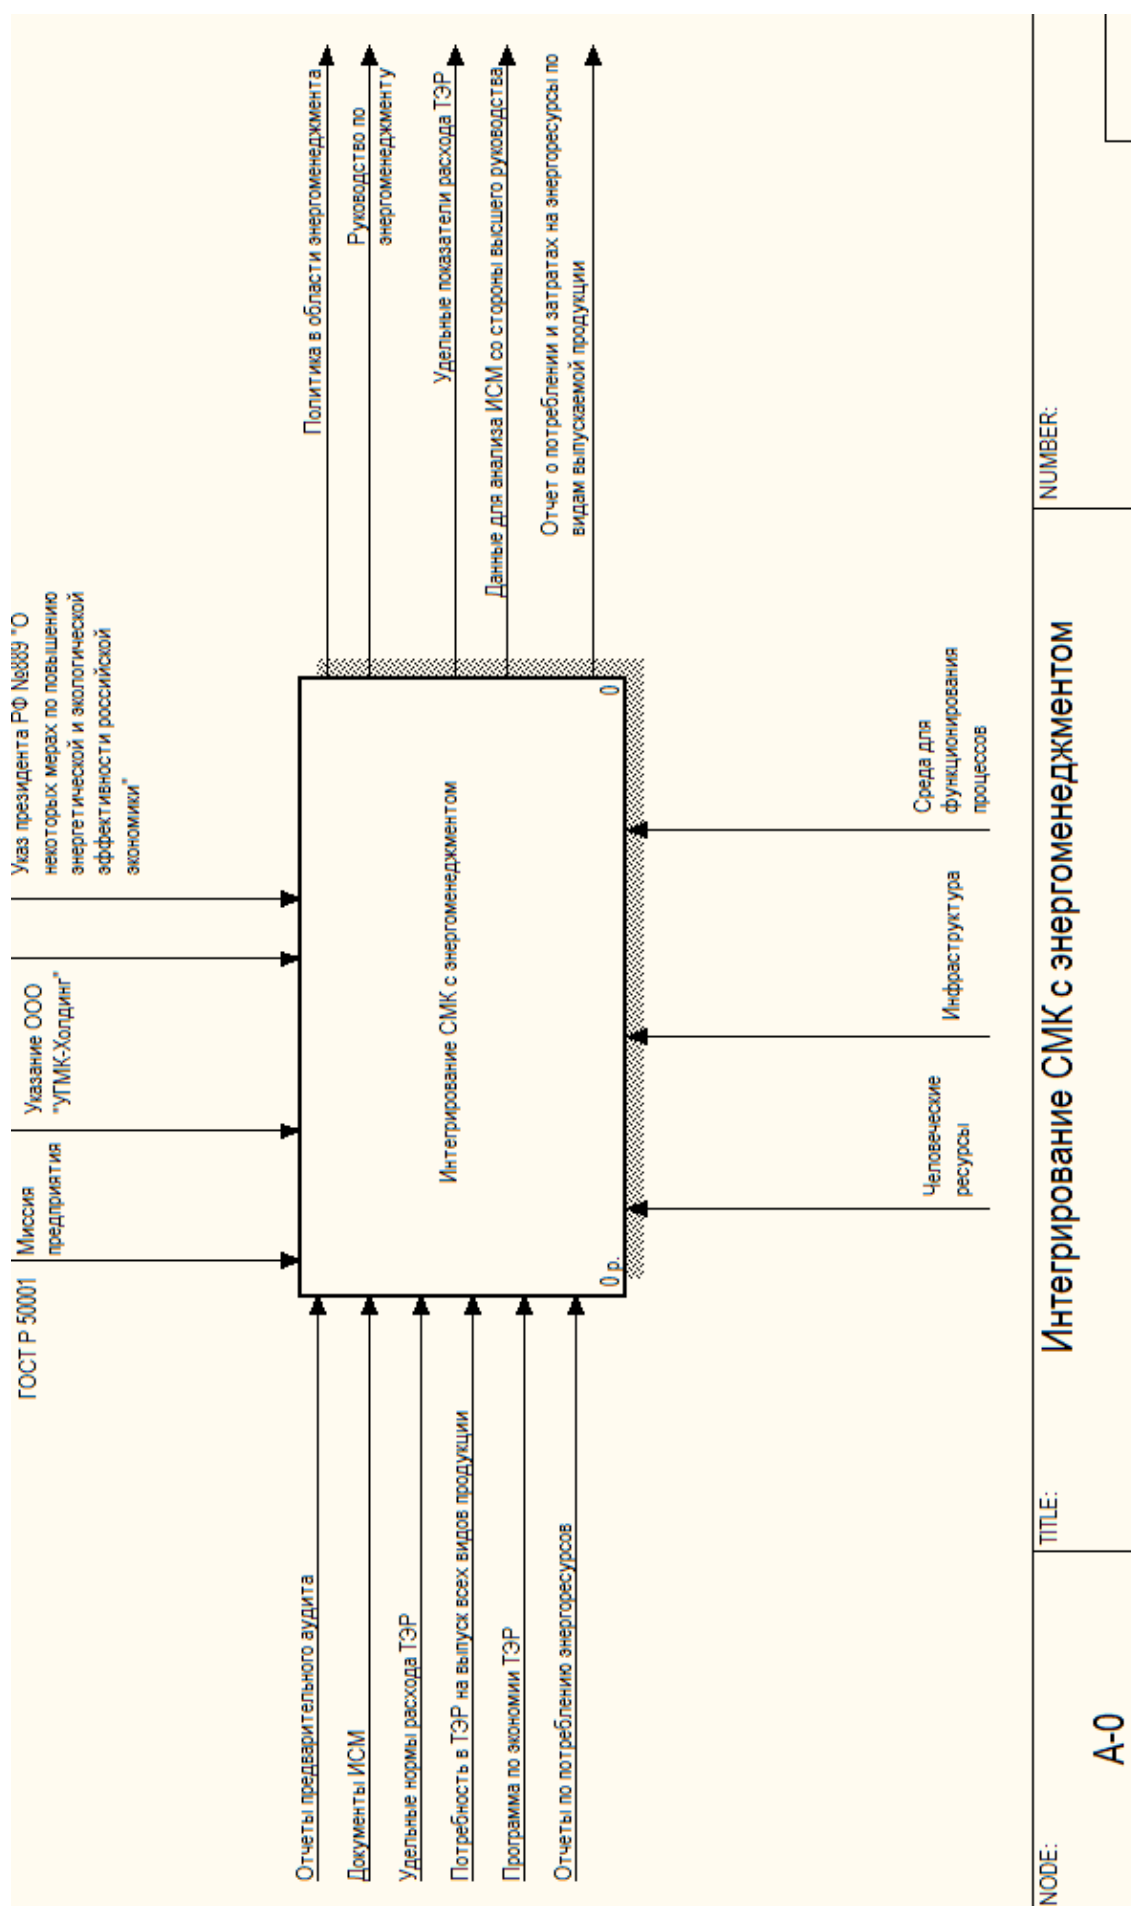 ГОСТ Р 50001
Миссия
предприятия
Указание ООО
"УГМК-Холдинг"
Указ президента РФ №889 "О
некоторых мерах по повышению
энергетической и экологической
эффективности российской
экономики"
Отчеты предварительного аудита
Документы ИСМ
Удельные нормы расхода ТЭР
Потребность в ТЭР на выпуск всех видов продукции
Программа по экономии ТЭР
Отчеты по потреблению энергоресурсов
Интегрирование СМК с энергоменеджментом
0 р.
0
Политика в области энергоменеджмента
Руководство по
энергоменеджменту
Удельные показатели расхода ТЭР
Данные для анализа ИСМ со стороны высшего руководства
Отчет о потреблении и затратах на энергоресурсы по
видам выпускаемой продукции
Человеческие
ресурсы
Инфраструктура
Среда для
функционирования
процессов
NODE:
A-0
TITLE:
Интегрирование СМК с энергоменеджментом
NUMBER: